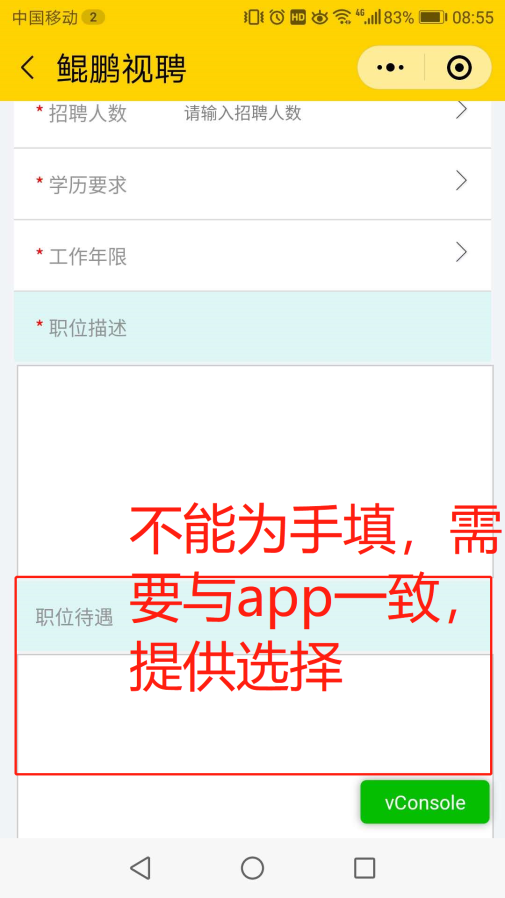 中国移动 2 HD 4G 83% 08:55
鲲鹏视聘
* 招聘人数 请输入招聘人数
* 学历要求
* 工作年限
* 职位描述
不能为手填，需
要与app一致，
提供选择
职位待遇
vConsole